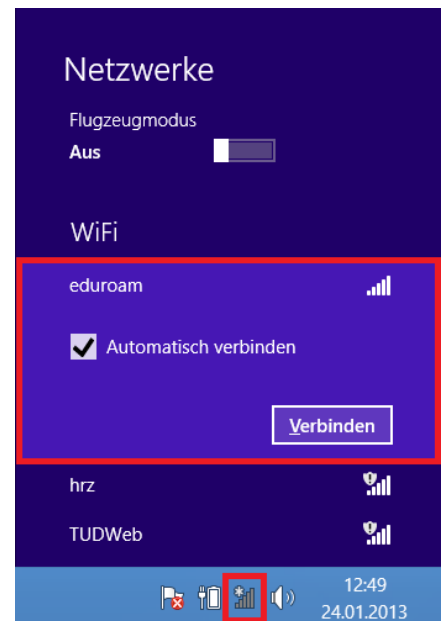 Netzwerke
Flugzeugmodus
Aus
WiFi
eduroam
Automatisch verbinden
Verbinden
hrz
TUDWeb
12:49
24.01.2013